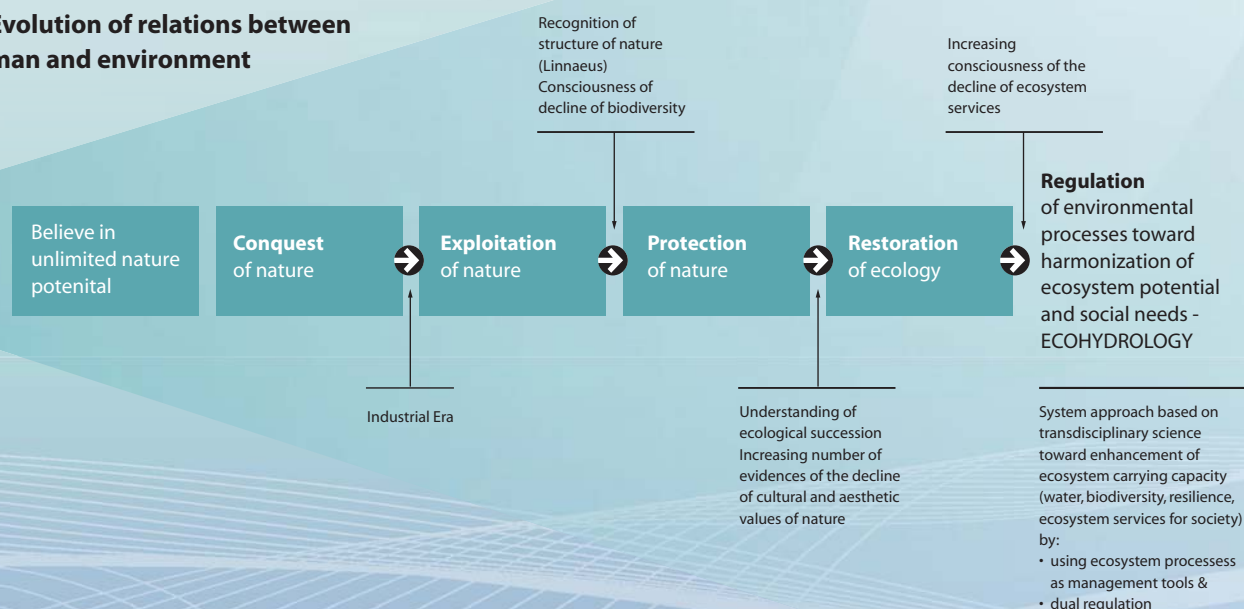 Evolution of relations between
man and environment
Recognition of
structure of nature
(Linnaeus)
Consciousness of
decline of biodiversity
Increasing
consciousness of the
decline of ecosystem
services
Believe in
unlimited nature
potenital
Conquest
of nature
Exploitation
of nature
Protection
of nature
Restoration
of ecology
Regulation
of environmental
processes toward
harmonization of
ecosystem potential
and social needs -
ECOHYDROLOGY
Industrial Era
Understanding of
ecological succession
Increasing number of
evidences of the decline
of cultural and aesthetic
values of nature
System approach based on
transdisciplinary science
toward enhancement of
ecosystem carrying capacity
(water, biodiversity, resilience,
ecosystem services for society)
by:
• using ecosystem processess
as management tools &
• dual regulation